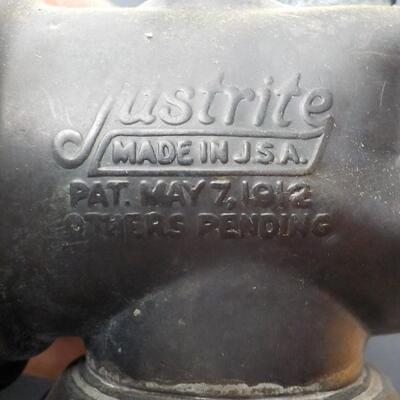 Justrite
MADE IN U.S.A.
PAT. MAY 7, 1912
OTHERS PENDING